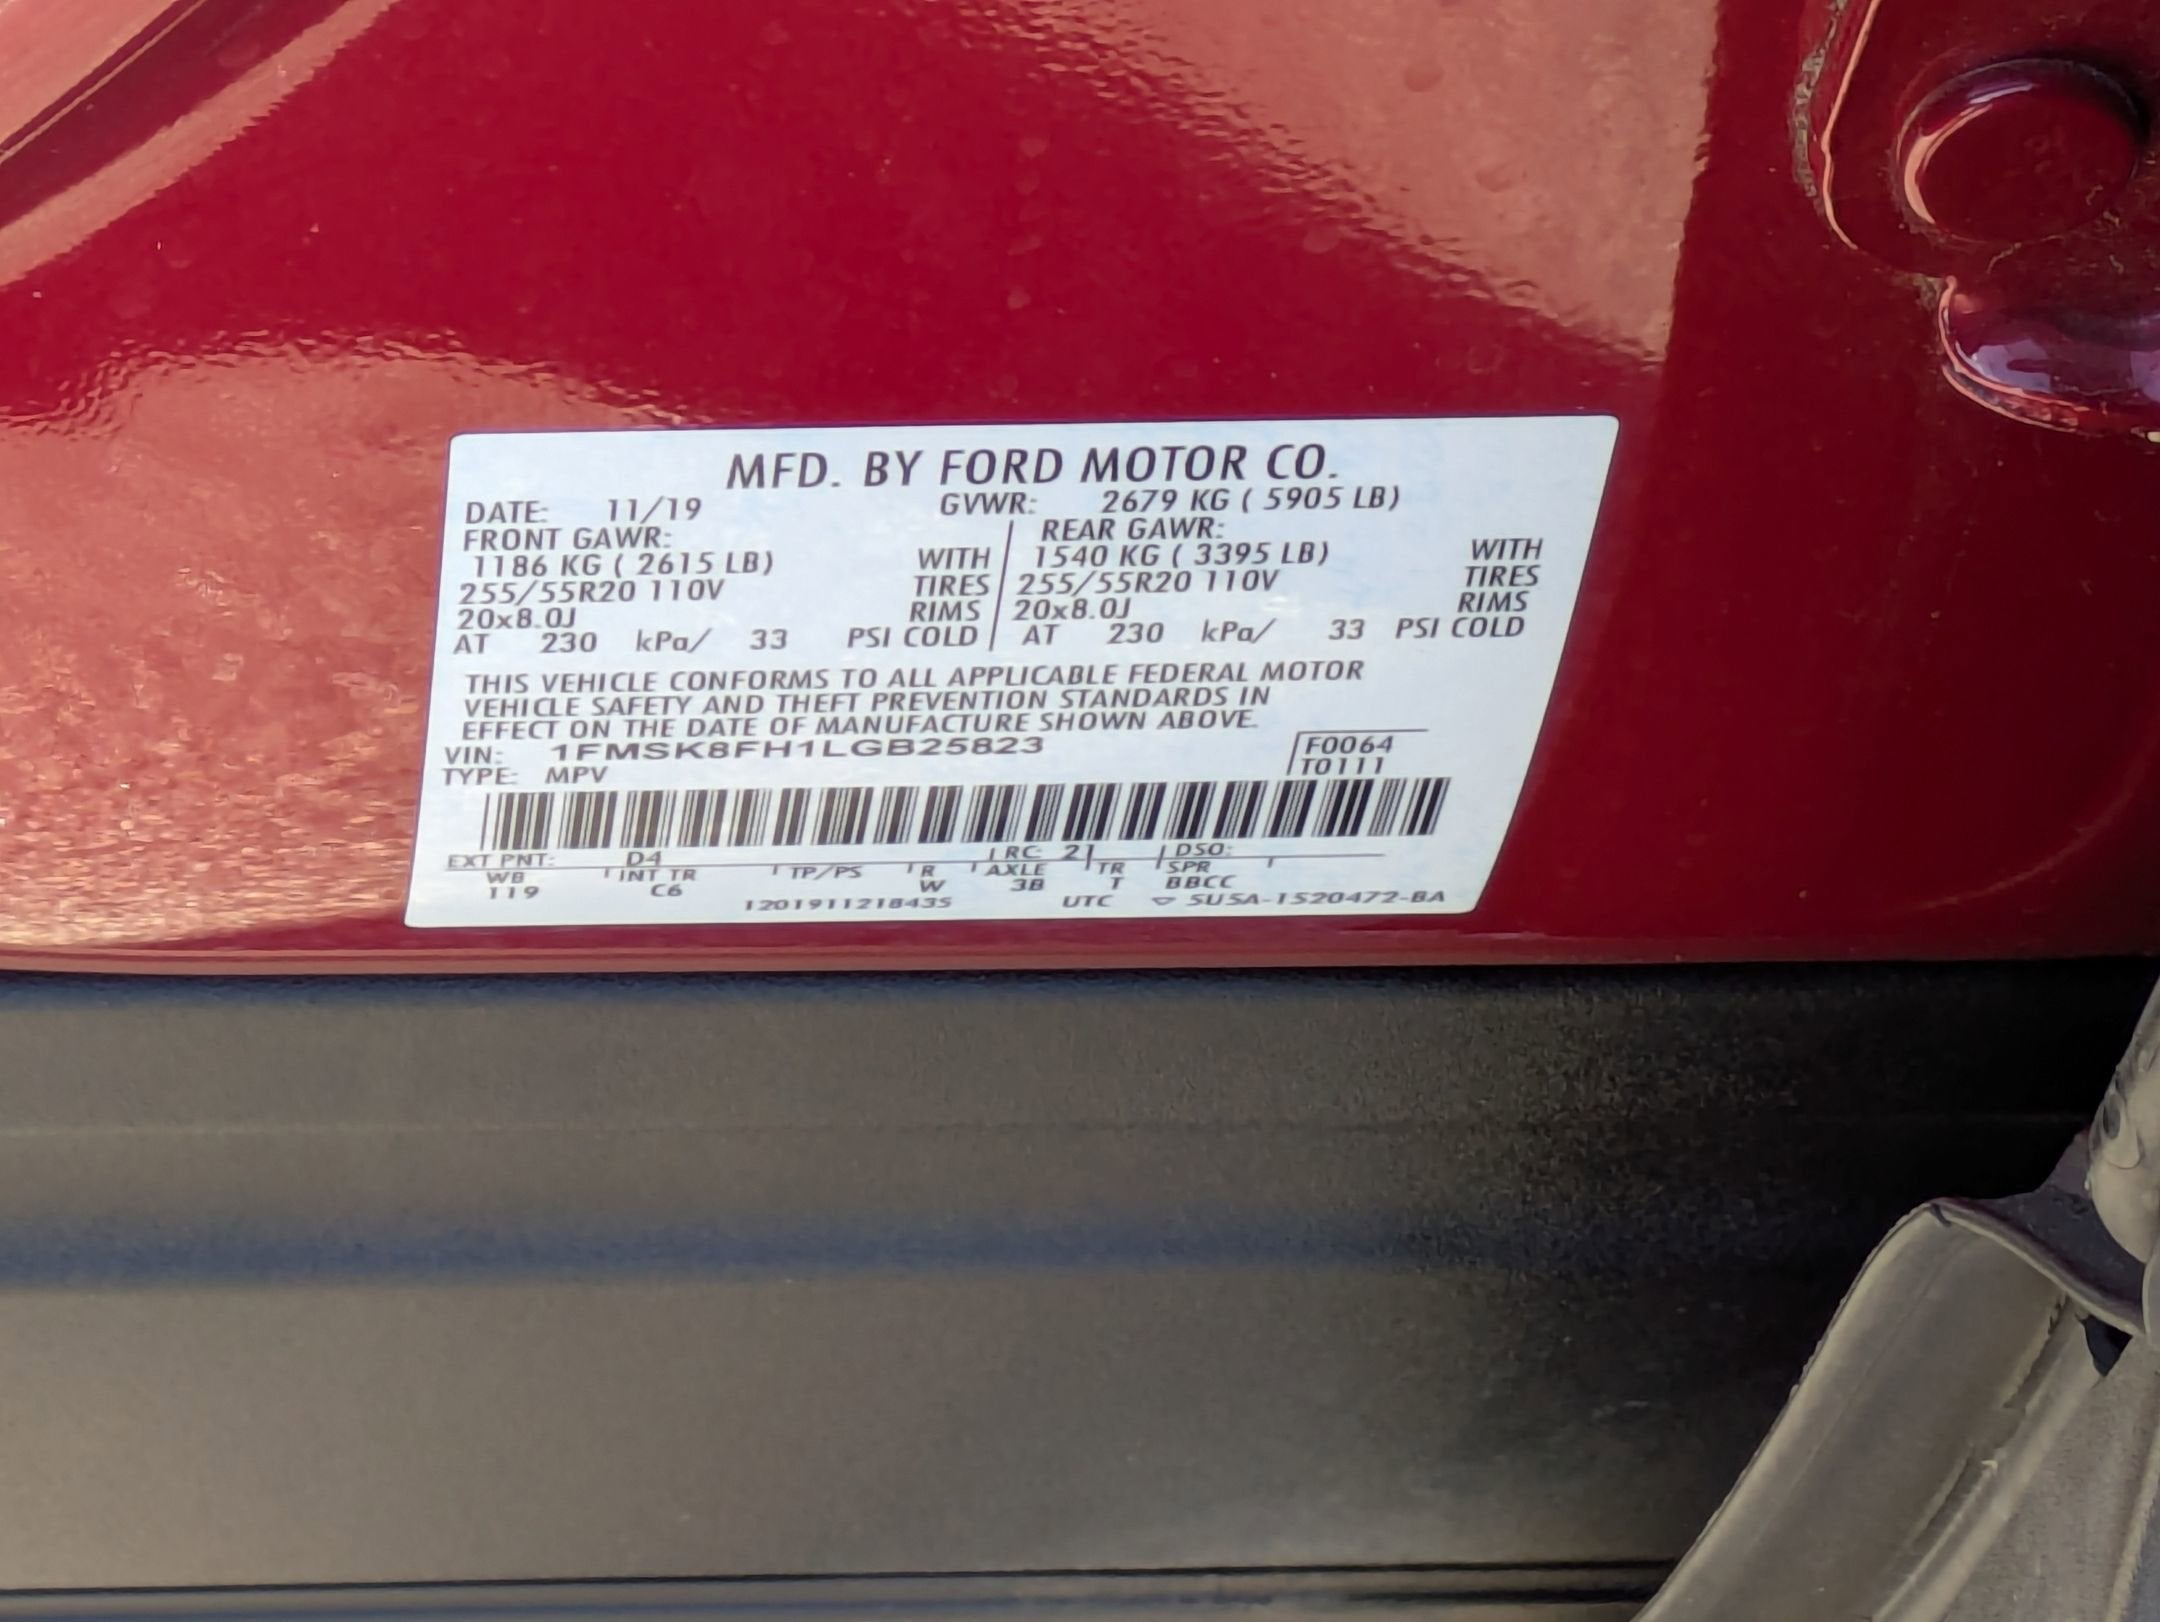 MFD. BY FORD MOTOR CO.
DATE: 11/19 GVWR: 2679 KG ( 5905 LB)
FRONT GAWR: REAR GAWR:
1186 KG ( 2615 LB) WITH 1540 KG ( 3395 LB) WITH
255/55R20 110V TIRES 255/55R20 110V TIRES
20x8.0J RIMS 20x8.0J RIMS
AT 230 kPa/ 33 PSI COLD AT 230 kPa/ 33 PSI COLD
THIS VEHICLE CONFORMS TO ALL APPLICABLE FEDERAL MOTOR
VEHICLE SAFETY AND THEFT PREVENTION STANDARDS IN
EFFECT ON THE DATE OF MANUFACTURE SHOWN ABOVE.
VIN: 1FMSK8FH1LGB25823 F0064
TYPE: MPV T0111
EXT PNT: D4 RC: 21 DSO:
WB INT TR TP/PS R AXLE TR SPR
119 C6 W 3B T BBCC
1201911218435 UTC ▽ 5U5A-1520472-BA